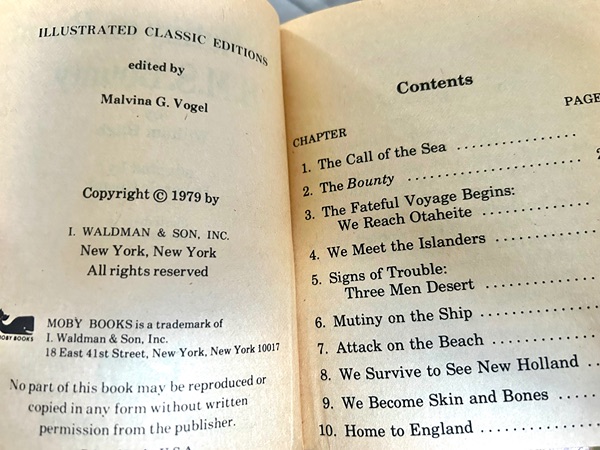 ILLUSTRATED CLASSIC EDITIONS
edited by
Malvina G. Vogel
Copyright © 1979 by
I. WALDMAN & SON, INC.
New York, New York
All rights reserved
MOBY BOOKS
MOBY BOOKS is a trademark of
I. Waldman & Son, Inc.
18 East 41st Street, New York, New York 10017
No part of this book may be reproduced or
copied in any form without written
permission from the publisher.
Contents
CHAPTER PAGE
1. The Call of the Sea ................
2. The Bounty ......................
3. The Fateful Voyage Begins:
We Reach Otaheite .............
4. We Meet the Islanders .............
5. Signs of Trouble:
Three Men Desert ..............
6. Mutiny on the Ship ................
7. Attack on the Beach ...............
8. We Survive to See New Holland ..
9. We Become Skin and Bones .....
10. Home to England ................